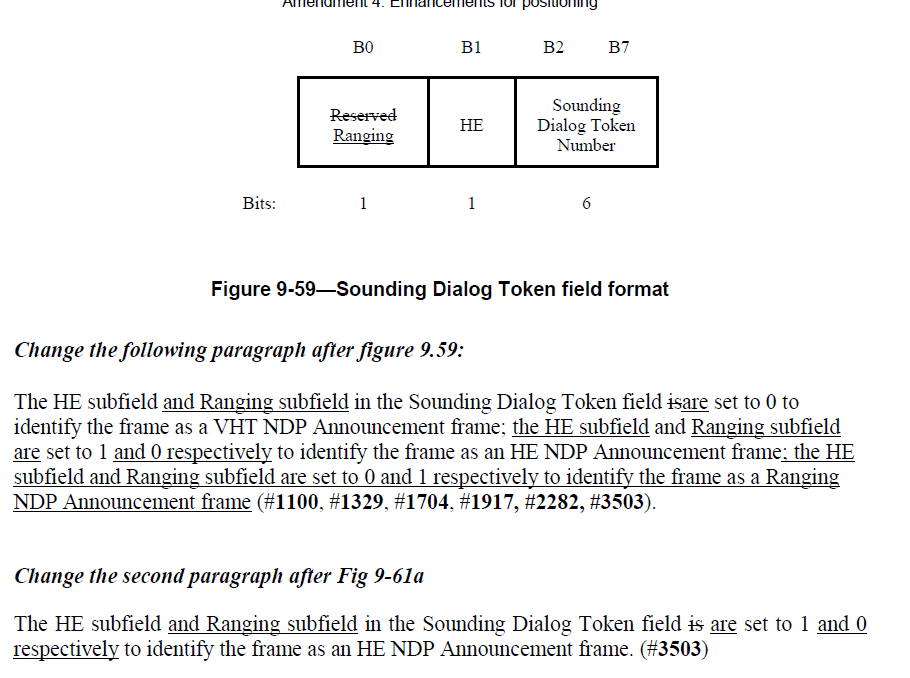 Amendment 4: Enhancements for positioning
B0 B1 B2 B7
Reserved
Ranging
HE
Sounding
Dialog Token
Number
Bits: 1 1 6
Figure 9-59—Sounding Dialog Token field format
Change the following paragraph after figure 9.59:
The HE subfield and Ranging subfield in the Sounding Dialog Token field isare set to 0 to
identify the frame as a VHT NDP Announcement frame; the HE subfield and Ranging subfield
are set to 1 and 0 respectively to identify the frame as an HE NDP Announcement frame; the HE
subfield and Ranging subfield are set to 0 and 1 respectively to identify the frame as a Ranging
NDP Announcement frame (#1100, #1329, #1704, #1917, #2282, #3503).
Change the second paragraph after Fig 9-61a
The HE subfield and Ranging subfield in the Sounding Dialog Token field is are set to 1 and 0
respectively to identify the frame as an HE NDP Announcement frame. (#3503)